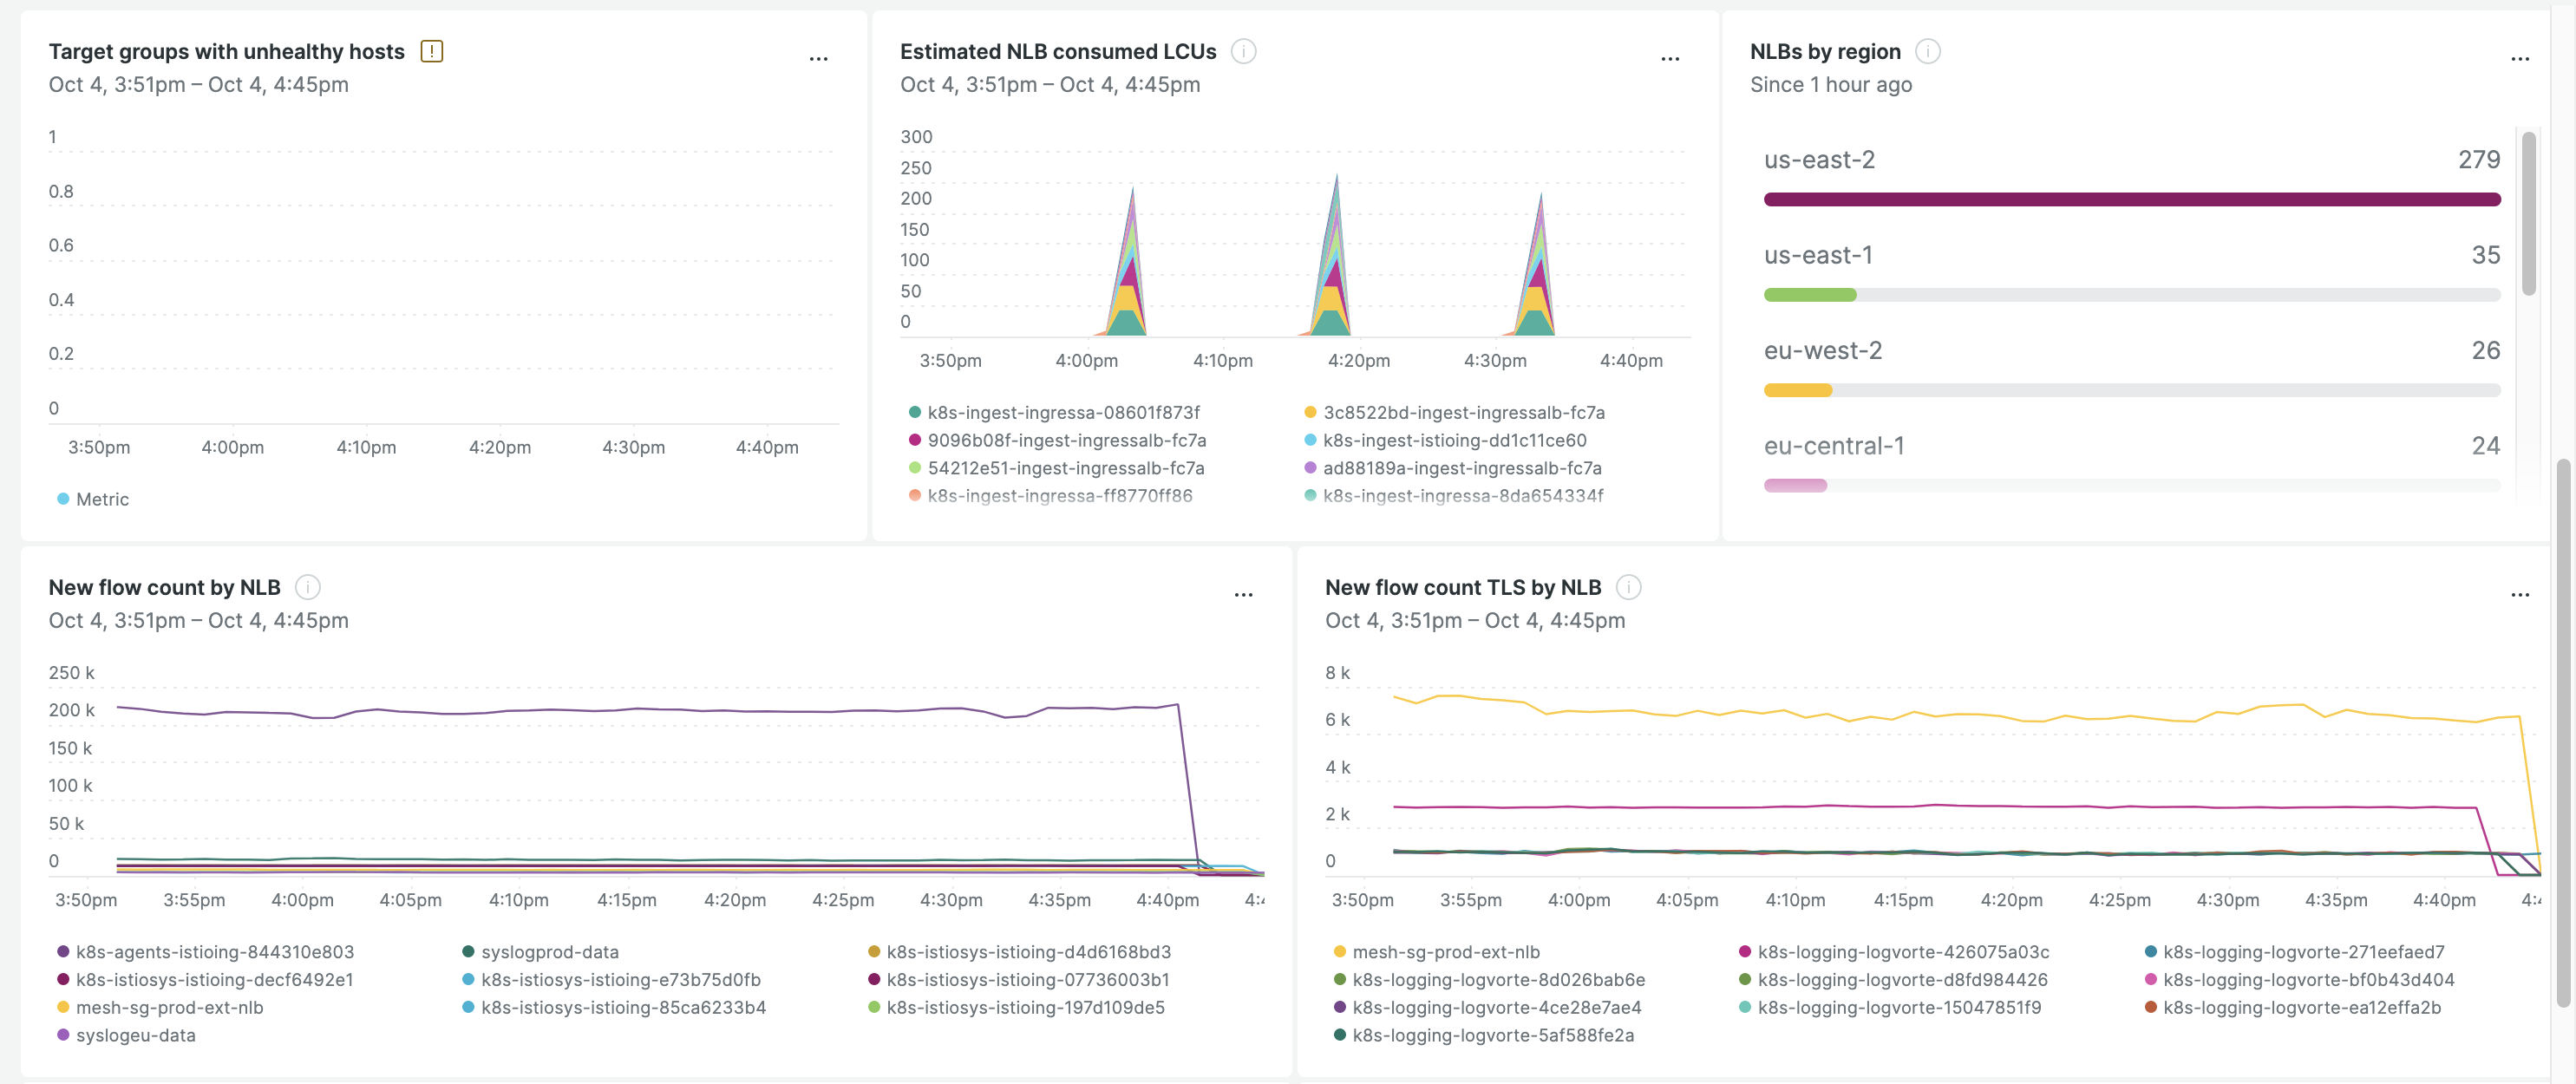 Target groups with unhealthy hosts
Oct 4, 3:51pm – Oct 4, 4:45pm
1
0.8
0.6
0.4
0.2
0
3:50pm 4:00pm 4:10pm 4:20pm 4:30pm 4:40pm
Metric
Estimated NLB consumed LCUs
Oct 4, 3:51pm – Oct 4, 4:45pm
300
250
200
150
100
50
0
3:50pm 4:00pm 4:10pm 4:20pm 4:30pm 4:40pm
k8s-ingest-ingressa-08601f873f 3c8522bd-ingest-ingressalb-fc7a
9096b08f-ingest-ingressalb-fc7a k8s-ingest-istioing-dd1c11ce60
54212e51-ingest-ingressalb-fc7a ad88189a-ingest-ingressalb-fc7a
k8s-ingest-ingressa-ff8770ff86 k8s-ingest-ingressa-8da654334f
NLBs by region
Since 1 hour ago
us-east-2 279
us-east-1 35
eu-west-2 26
eu-central-1 24
New flow count by NLB
Oct 4, 3:51pm – Oct 4, 4:45pm
250 k
200 k
150 k
100 k
50 k
0
3:50pm 3:55pm 4:00pm 4:05pm 4:10pm 4:15pm 4:20pm 4:25pm 4:30pm 4:35pm 4:40pm
k8s-agents-istioing-844310e803 syslogprod-data k8s-istiosys-istioing-d4d6168bd3
k8s-istiosys-istioing-decf6492e1 k8s-istiosys-istioing-e73b75d0fb k8s-istiosys-istioing-07736003b1
mesh-sg-prod-ext-nlb k8s-istiosys-istioing-85ca6233b4 k8s-istiosys-istioing-197d109de5
syslogeu-data
New flow count TLS by NLB
Oct 4, 3:51pm – Oct 4, 4:45pm
8 k
6 k
4 k
2 k
0
3:50pm 3:55pm 4:00pm 4:05pm 4:10pm 4:15pm 4:20pm 4:25pm 4:30pm 4:35pm 4:40pm
mesh-sg-prod-ext-nlb k8s-logging-logvorte-426075a03c k8s-logging-logvorte-271eefaed7
k8s-logging-logvorte-8d026bab6e k8s-logging-logvorte-d8fd984426 k8s-logging-logvorte-bf0b43d404
k8s-logging-logvorte-4ce28e7ae4 k8s-logging-logvorte-15047851f9 k8s-logging-logvorte-ea12effa2b
k8s-logging-logvorte-5af588fe2a